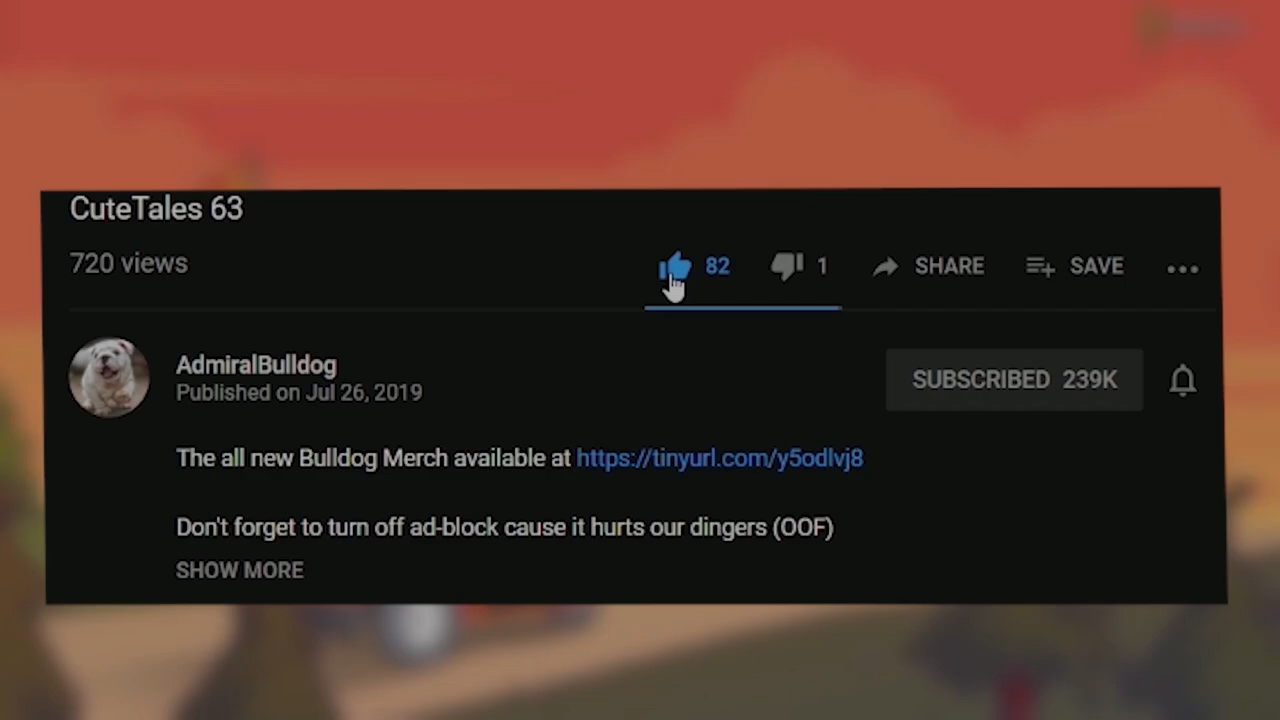 CuteTales 63
720 views
82 1 SHARE SAVE
AdmiralBulldog
Published on Jul 26, 2019
SUBSCRIBED 239K
The all new Bulldog Merch available at https://tinyurl.com/y5odlvj8
Don't forget to turn off ad-block cause it hurts our dingers (OOF)
SHOW MORE